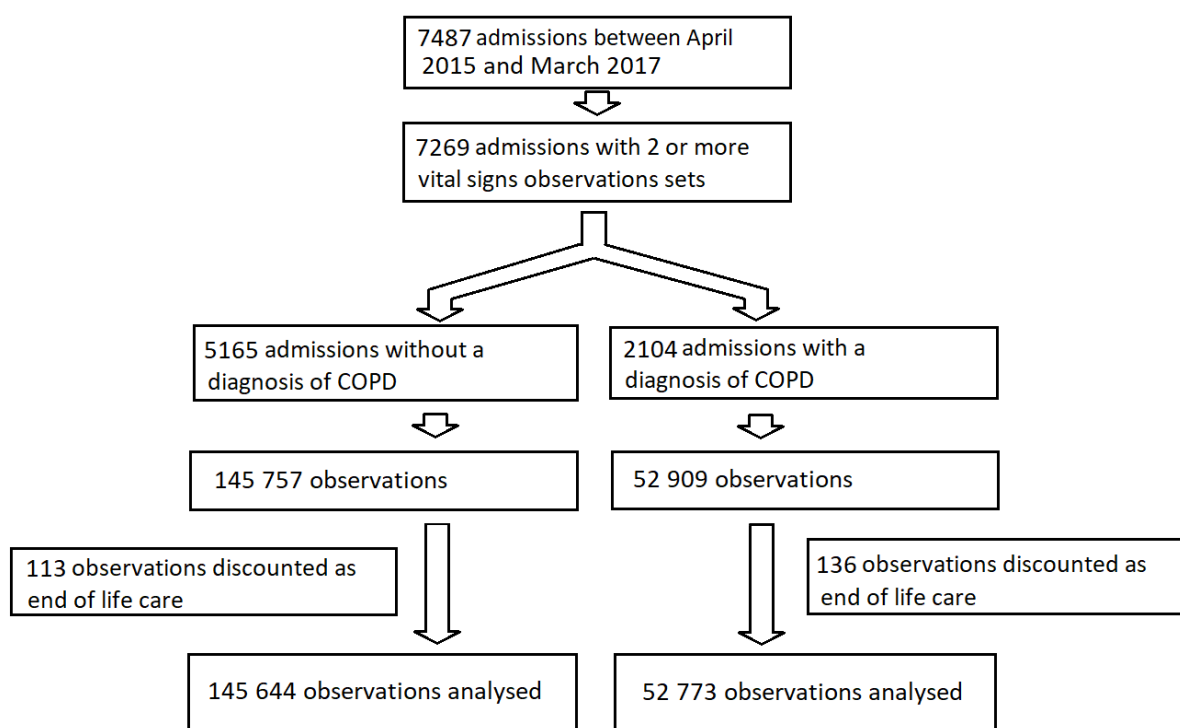 7487 admissions between April
2015 and March 2017
7269 admissions with 2 or more
vital signs observations sets
5165 admissions without a
diagnosis of COPD
2104 admissions with a
diagnosis of COPD
145 757 observations
52 909 observations
113 observations discounted as
end of life care
136 observations discounted as
end of life care
145 644 observations analysed
52 773 observations analysed